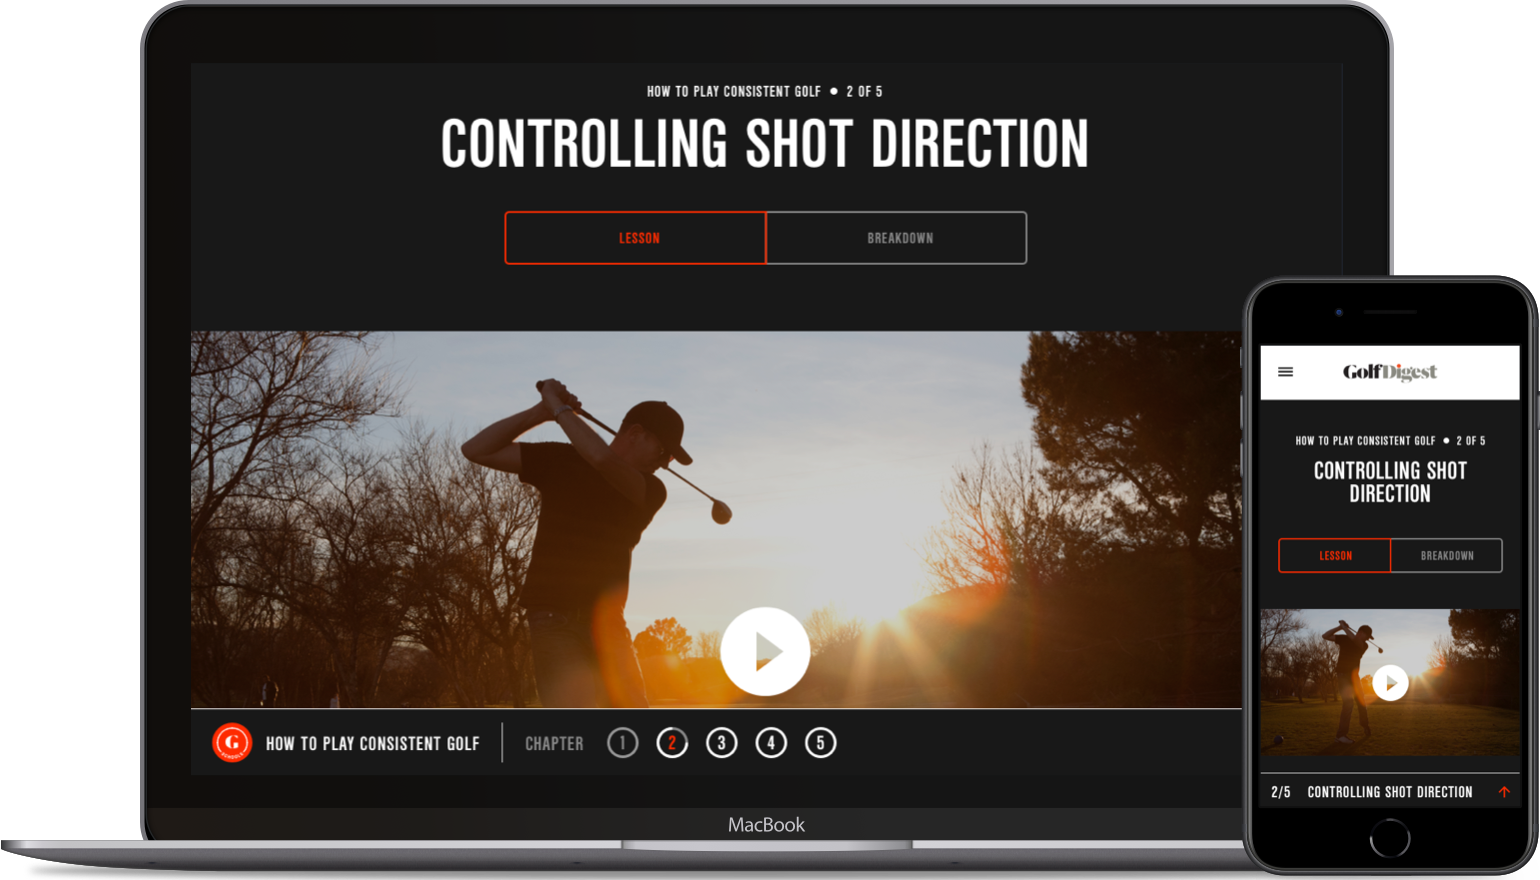 HOW TO PLAY CONSISTENT GOLF ● 2 OF 5
CONTROLLING SHOT DIRECTION
LESSON
BREAKDOWN
G
SCHOOLS
HOW TO PLAY CONSISTENT GOLF
CHAPTER
1
2
3
4
5
MacBook
GolfDigest
HOW TO PLAY CONSISTENT GOLF ● 2 OF 5
CONTROLLING SHOT
DIRECTION
LESSON
BREAKDOWN
2/5
CONTROLLING SHOT DIRECTION